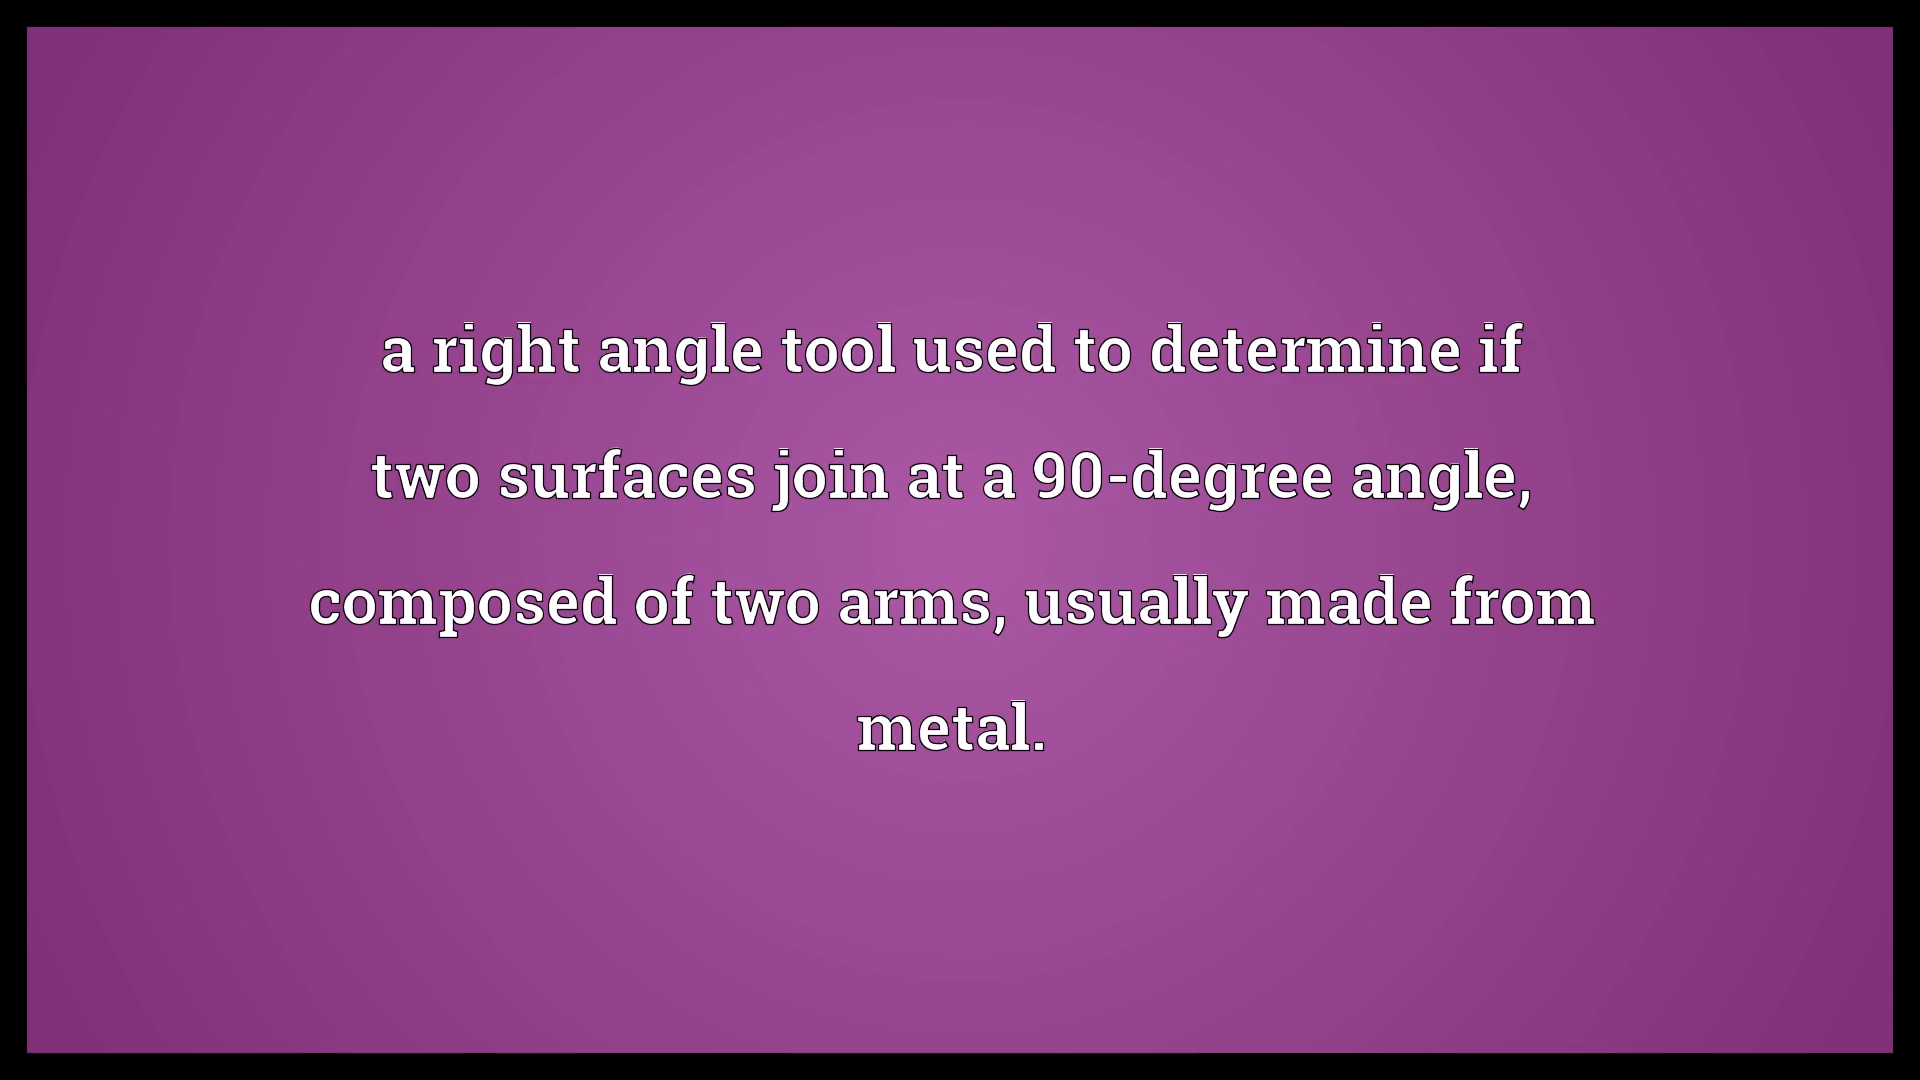 a right angle tool used to determine if
two surfaces join at a 90-degree angle,
composed of two arms, usually made from
metal.